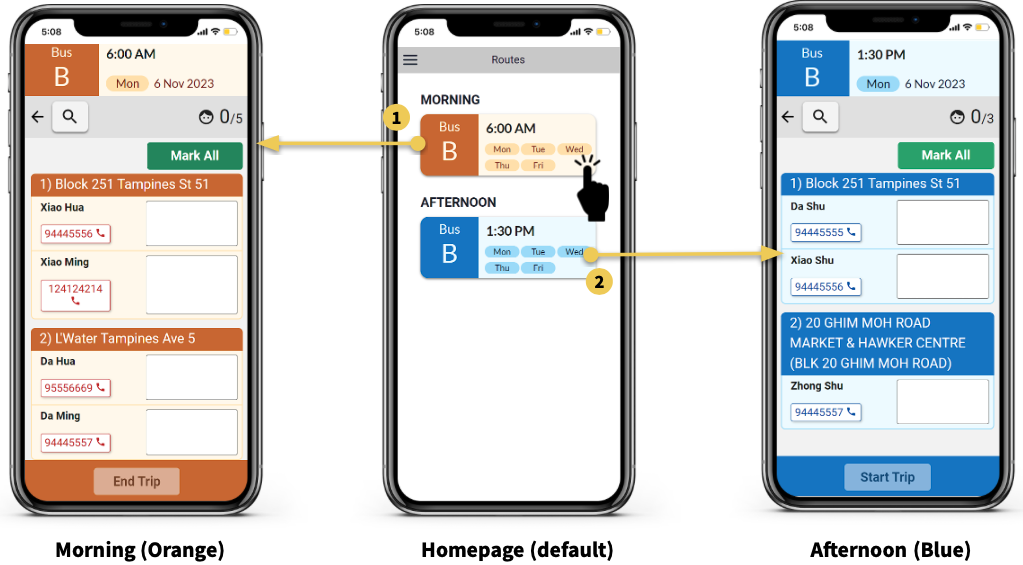 5:08
Bus
B
6:00 AM
Mon 6 Nov 2023
0/5
Mark All
1) Block 251 Tampines St 51
Xiao Hua
94445556
Xiao Ming
124124214
2) L'Water Tampines Ave 5
Da Hua
95556669
Da Ming
94445557
End Trip
Morning (Orange)
5:08
Routes
MORNING
1
Bus
B
6:00 AM
Mon Tue Wed
Thu Fri
AFTERNOON
Bus
B
1:30 PM
Mon Tue Wed
Thu Fri
2
Homepage (default)
5:08
Bus
B
1:30 PM
Mon 6 Nov 2023
0/3
Mark All
1) Block 251 Tampines St 51
Da Shu
94445555
Xiao Shu
94445556
2) 20 GHIM MOH ROAD
MARKET & HAWKER CENTRE
(BLK 20 GHIM MOH ROAD)
Zhong Shu
94445557
Start Trip
Afternoon (Blue)